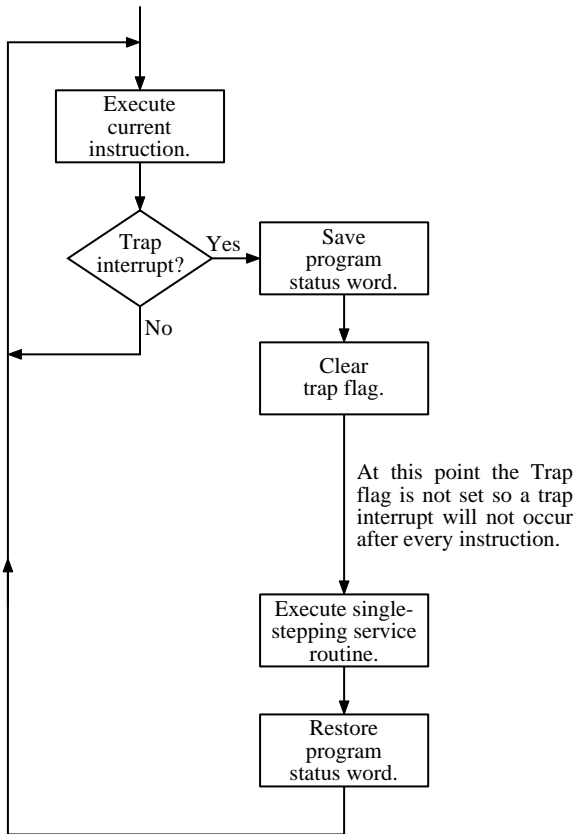 Execute
current
instruction.
Trap
interrupt?
Yes
No
Save
program
status word.
Clear
trap flag.
At this point the Trap
flag is not set so a trap
interrupt will not occur
after every instruction.
Execute single-
stepping service
routine.
Restore
program
status word.